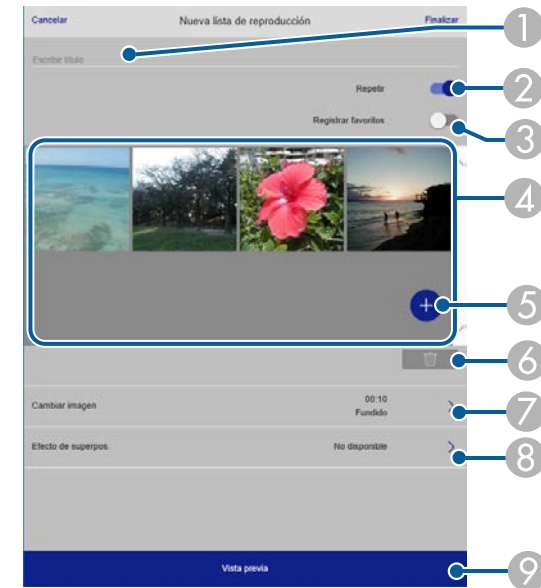 Cancelar Nueva lista de reproducción Finalizar
1
Escribir título
Repetir
2
Registrar favoritos
3
4
5
6
Cambiar imagen 00:10
Fundido
7
Efecto de superpos. No disponible
8
Vista previa
9